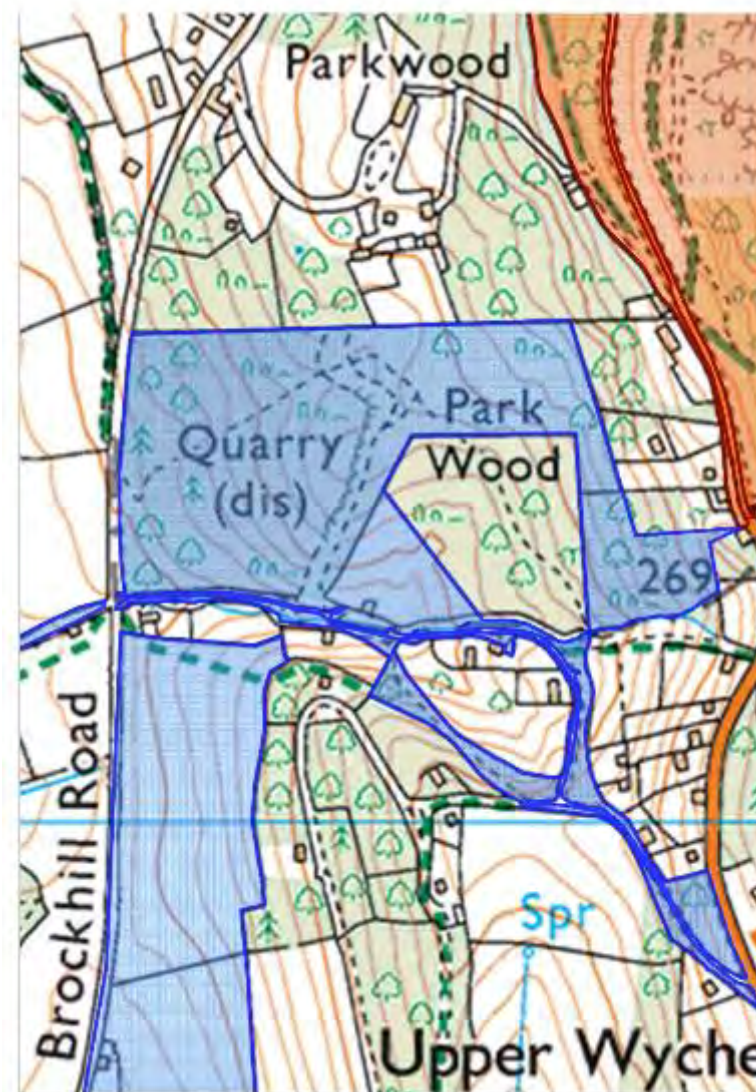 Parkwood
Park
Quarry
Wood
(dis)
269
Brockhill Road
Spr
Upper Wyche